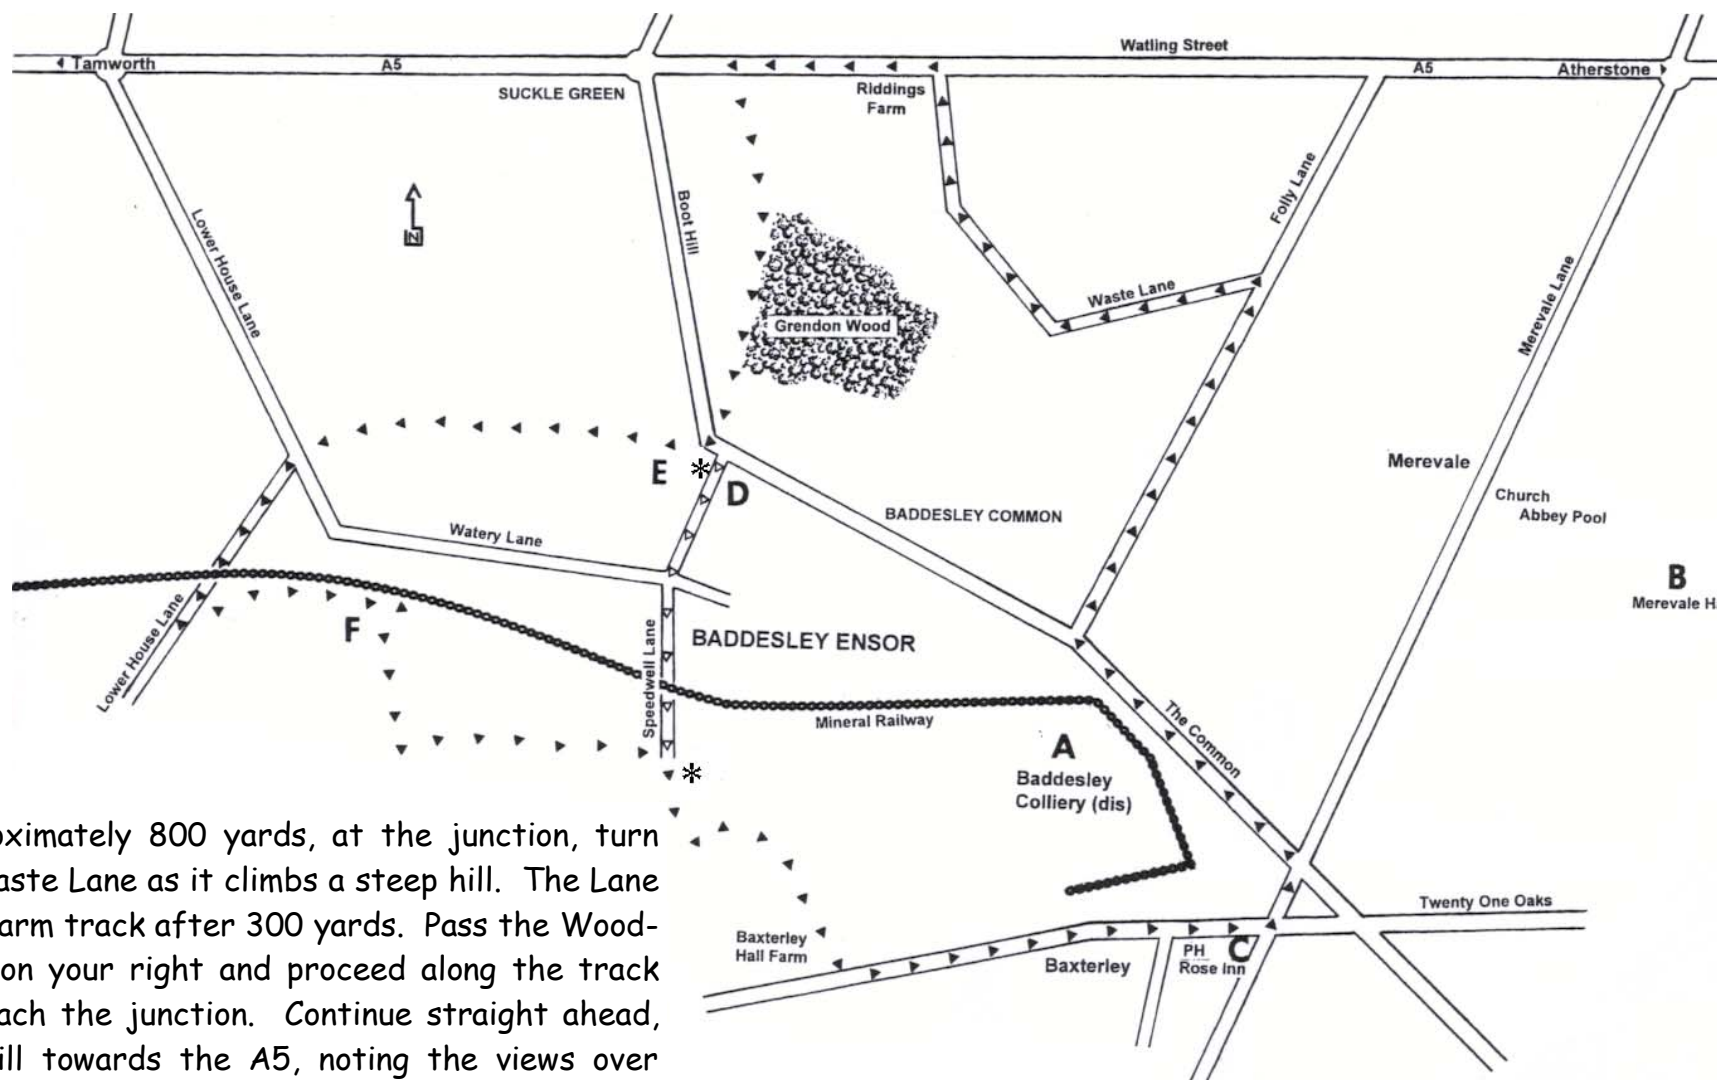 Watling Street
Tamworth
A5
A5
Atherstone
SUCKLE GREEN
Riddings
Farm
Lower House Lane
N
Boot Hill
Folly Lane
Merevale Lane
Waste Lane
Grendon Wood
Merevale
Church
Abbey Pool
E
*
D
BADDESLEY COMMON
Watery Lane
B
Merevale H
Lower House Lane
F
Speedwell Lane
BADDESLEY ENSOR
Mineral Railway
The Common
A
Baddesley
Colliery (dis)
*
Twenty One Oaks
Baxterley
Hall Farm
Baxterley
PH
Rose Inn
C
oximately 800 yards, at the junction, turn
aste Lane as it climbs a steep hill. The Lane
arm track after 300 yards. Pass the Wood-
on your right and proceed along the track
ach the junction. Continue straight ahead,
ill towards the A5, noting the views over